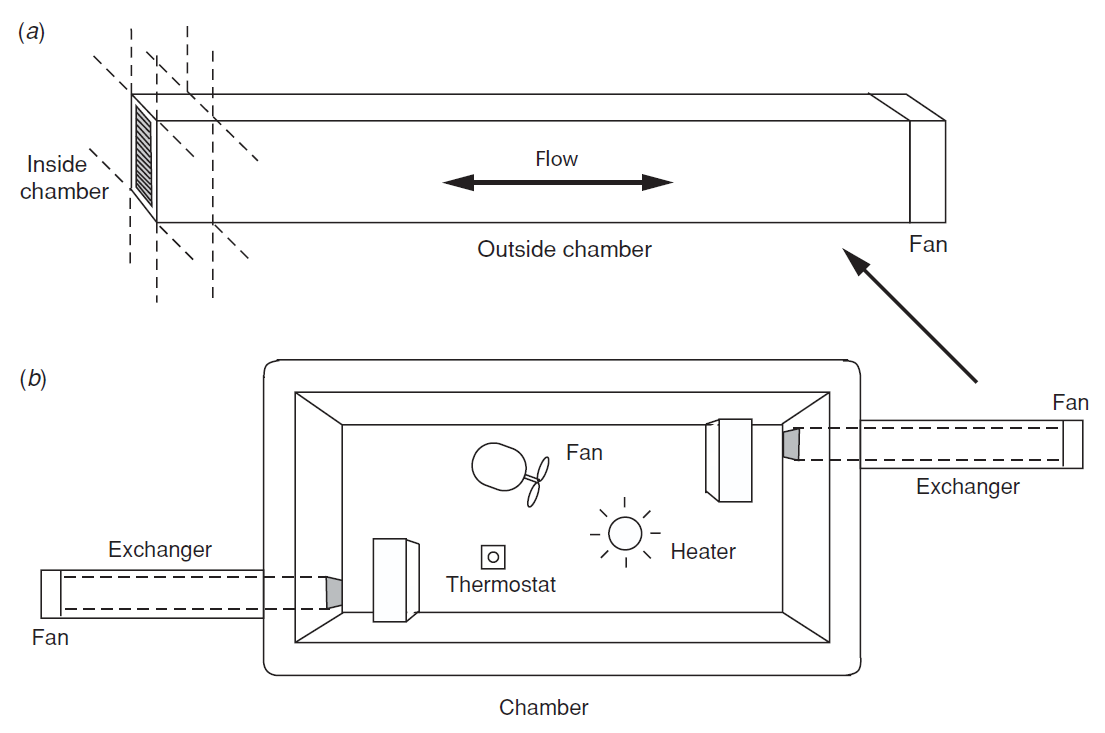 (a)
Inside
chamber
Flow
Outside chamber
Fan
(b)
Fan
Fan
Exchanger
Exchanger
Heater
Thermostat
Fan
Chamber